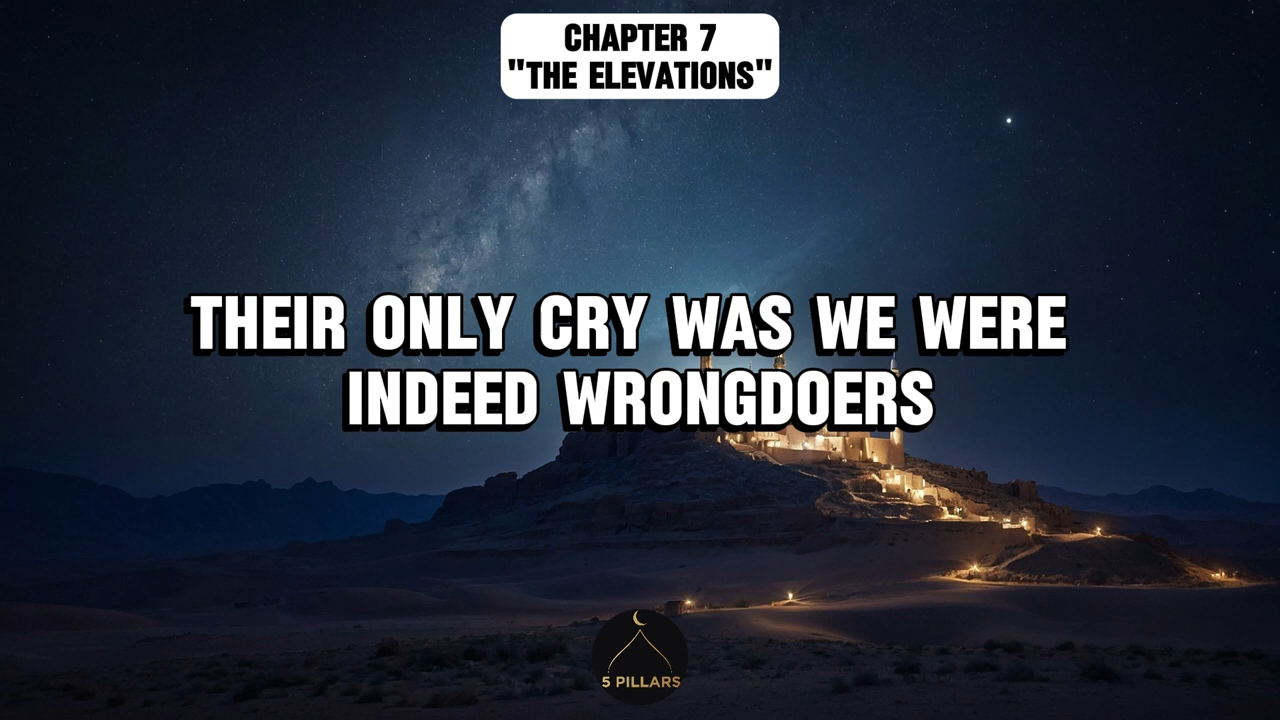 CHAPTER 7
"THE ELEVATIONS"
THEIR ONLY CRY WAS WE WERE
INDEED WRONGDOERS
5 PILLARS